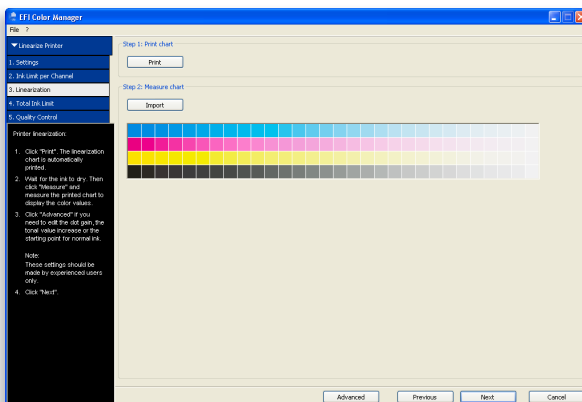 EFI Color Manager
File ?
Linearize Printer
1. Settings
2. Ink Limit per Channel
3. Linearization
4. Total Ink Limit
5. Quality Control
Printer linearization:
1. Click "Print". The linearization
chart is automatically
printed.
2. Wait for the ink to dry. Then
click "Measure" and
measure the printed chart to
display the color values.
3. Click "Advanced" if you
need to edit the dot gain, the
tonal value increase or the
starting point for normal ink.
Note:
These settings should be
made by experienced users
only.
4. Click "Next".
Step 1: Print chart
Print
Step 2: Measure chart
Import
Advanced
Previous
Next
Cancel